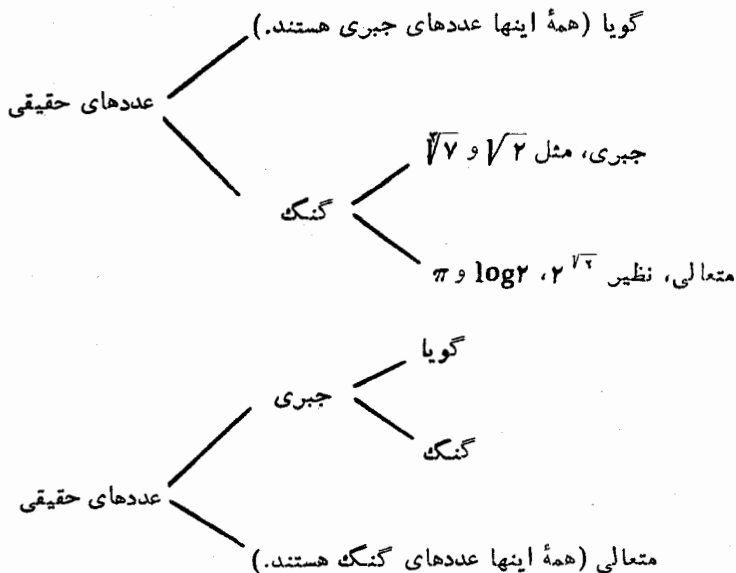 گویا (همهٔ اینها عددهای جبری هستند.)
عددهای حقیقی
جبری، مثل √۲ و ∛۷
گنگ
متعالی، نظیر ۲^√۲، log۲ و π
گویا
جبری
گنگ
عددهای حقیقی
متعالی (همهٔ اینها عددهای گنگ هستند.)